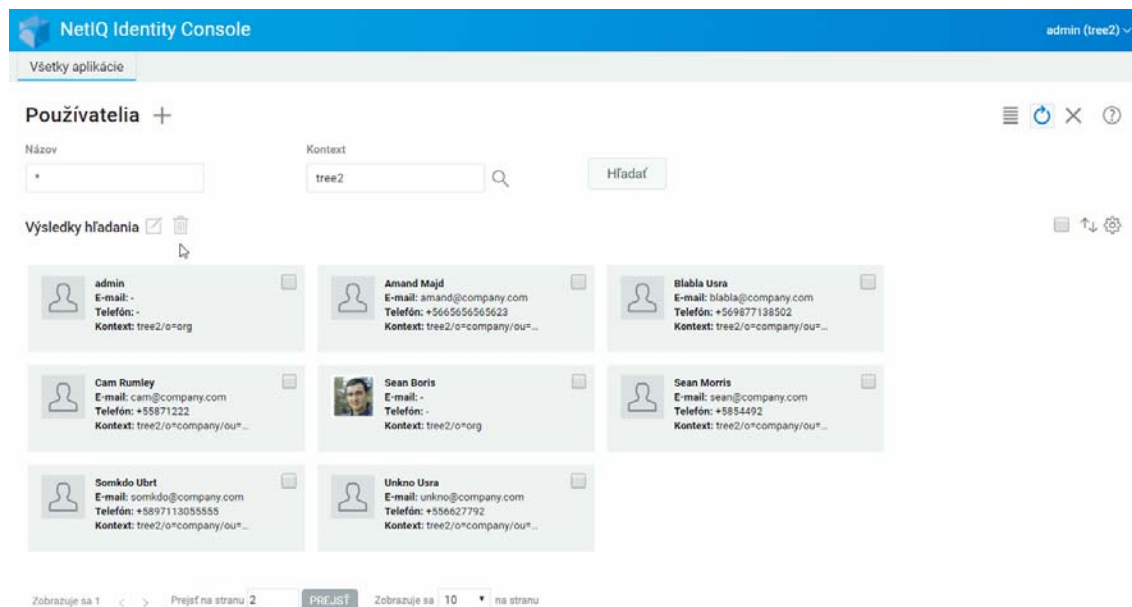 NetIQ Identity Console
admin (tree2)
Všetky aplikácie
Používatelia
Názov
Kontext
*
tree2
Hľadať
Výsledky hľadania
admin
E-mail: -
Telefón: -
Kontext: tree2/o=org
Amand Majd
E-mail: amand@company.com
Telefón: +5665656565623
Kontext: tree2/o=company/ou=...
Blabla Usra
E-mail: blabla@company.com
Telefón: +569877138502
Kontext: tree2/o=company/ou=...
Cam Rumley
E-mail: cam@company.com
Telefón: +55871222
Kontext: tree2/o=company/ou=...
Sean Boris
E-mail: -
Telefón: -
Kontext: tree2/o=org
Sean Morris
E-mail: sean@company.com
Telefón: +5854492
Kontext: tree2/o=company/ou=...
Somkdo Ubrt
E-mail: somkdo@company.com
Telefón: +5897113055555
Kontext: tree2/o=company/ou=...
Unkno Usra
E-mail: unkno@company.com
Telefón: +556627792
Kontext: tree2/o=company/ou=...
Zobrazuje sa 1 < > Prejsť na stranu 2 PREJSŤ Zobrazuje sa 10 na stranu